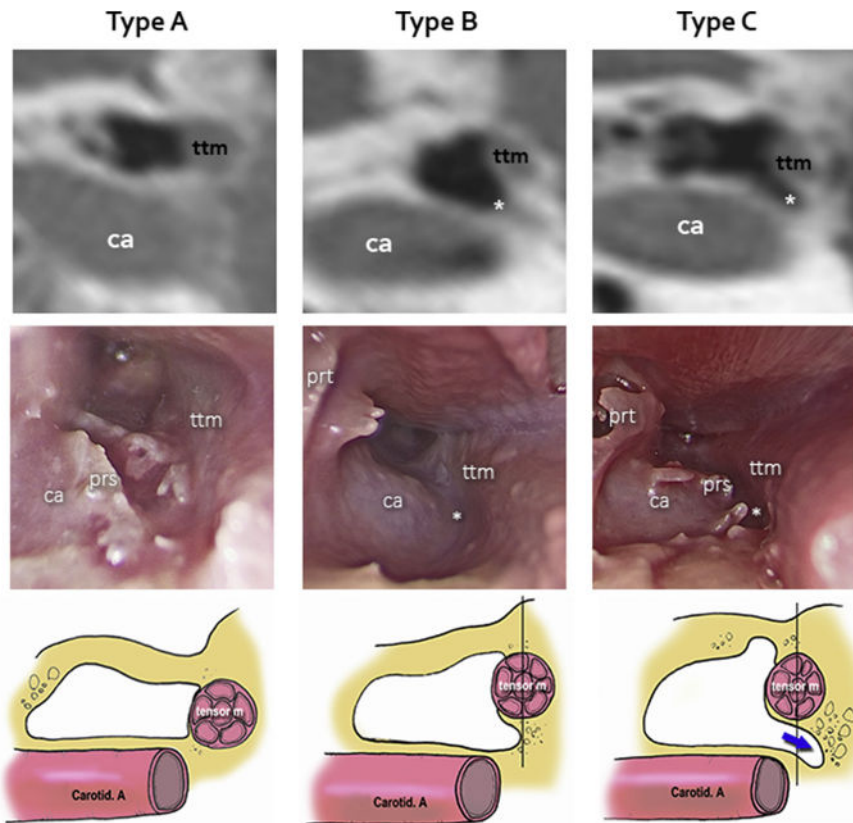 Type A
Type B
Type C
ttm
ca
ttm
*
ca
ttm
*
ca
ttm
prs
ca
prt
ttm
ca
*
prt
ttm
prs
ca
*
tensor m
Carotid. A
tensor m
Carotid. A
tensor m
Carotid. A